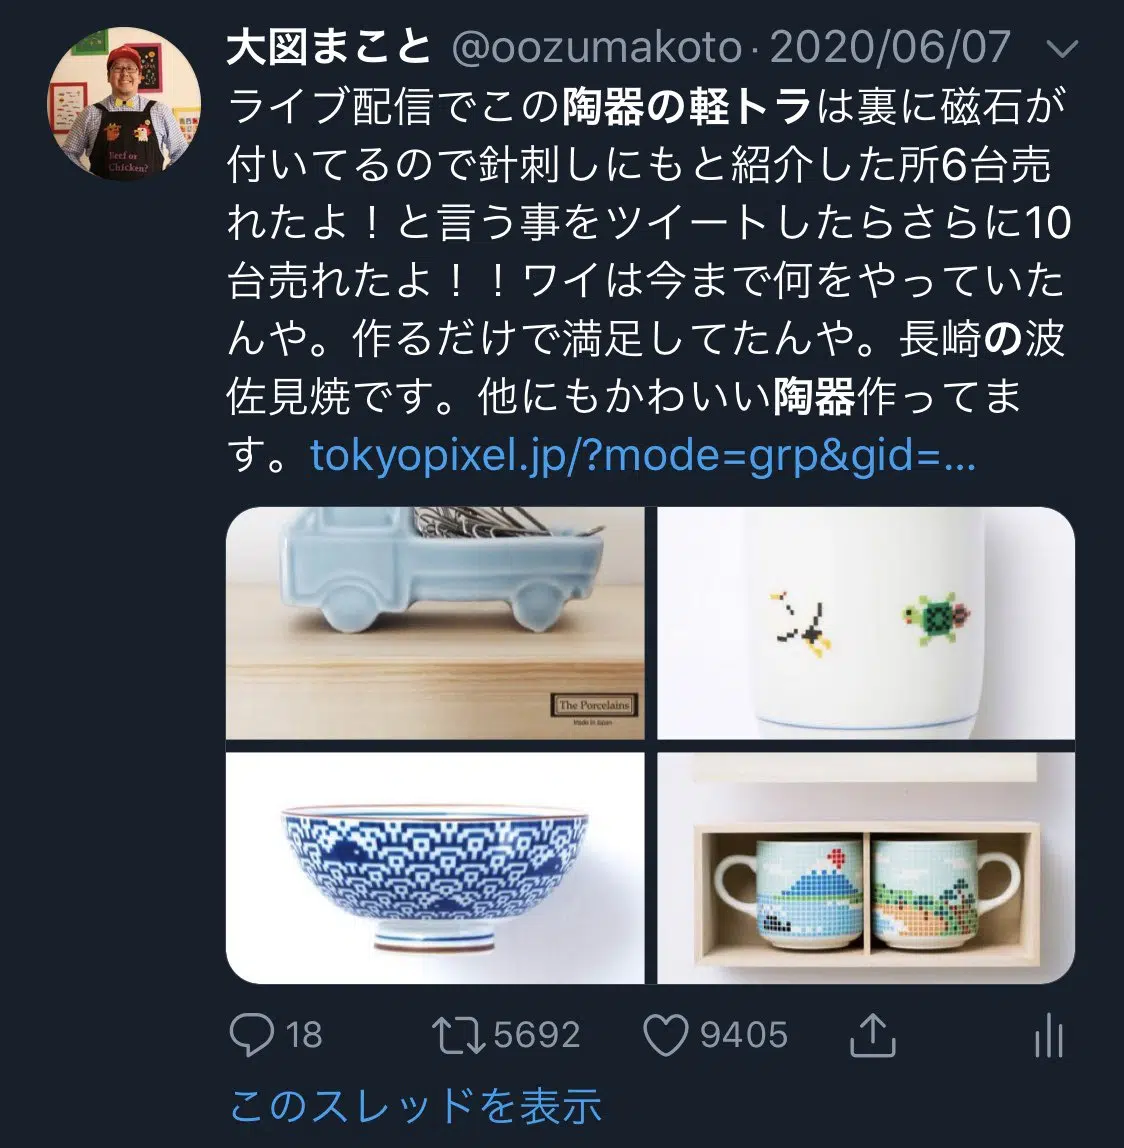 大図まこと @oozumakoto · 2020/06/07
ライブ配信でこの陶器の軽トラは裏に磁石が
付いてるので針刺しにもと紹介した所6台売
れたよ！と言う事をツイートしたらさらに10
台売れたよ！！ワイは今まで何をやっていた
んや。作るだけで満足してたんや。長崎の波
佐見焼です。他にもかわいい陶器作ってま
す。tokyopixel.jp/?mode=grp&gid=...
Beef or
Chicken?
The Porcelains
Made in Japan
18 5692 9405
このスレッドを表示